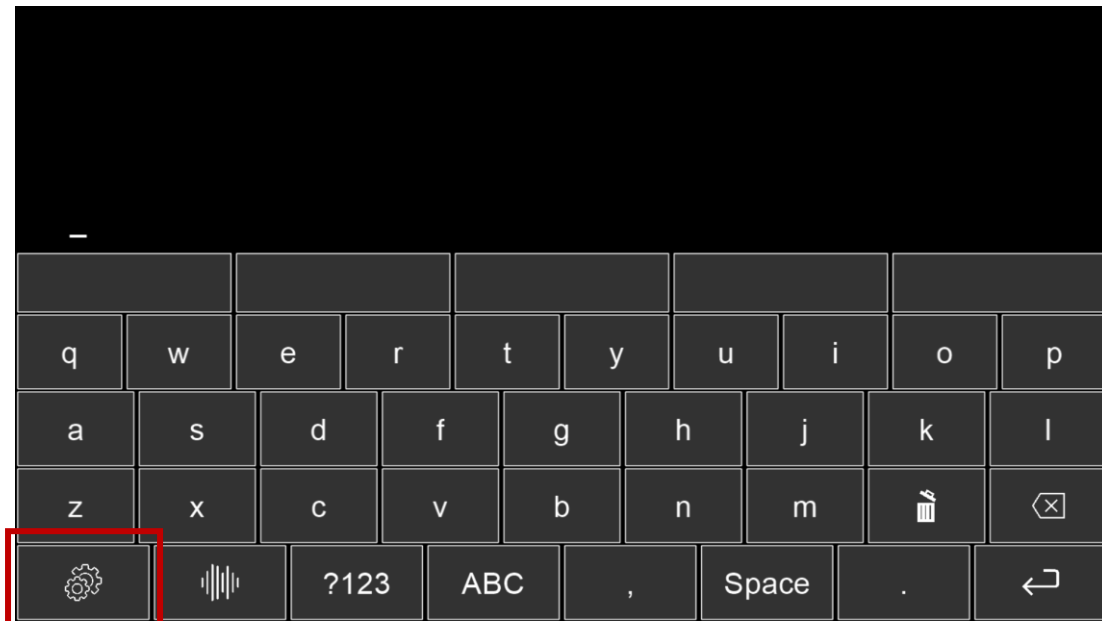 _
q w e r t y u i o p
a s d f g h j k l
z x c v b n m
?123 ABC , Space .